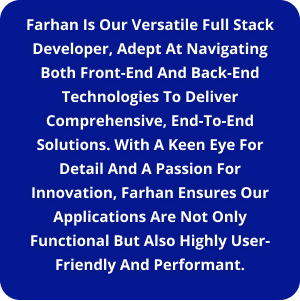 Farhan Is Our Versatile Full Stack
Developer, Adept At Navigating
Both Front-End And Back-End
Technologies To Deliver
Comprehensive, End-To-End
Solutions. With A Keen Eye For
Detail And A Passion For
Innovation, Farhan Ensures Our
Applications Are Not Only
Functional But Also Highly User-
Friendly And Performant.